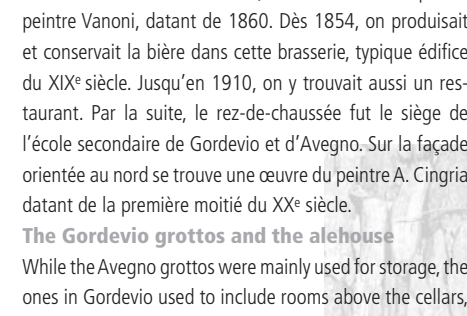 peintre Vanoni, datant de 1860. Dès 1854, on produisait
et conservait la bière dans cette brasserie, typique édifice
du XIXe siècle. Jusqu'en 1910, on y trouvait aussi un res-
taurant. Par la suite, le rez-de-chaussée fut le siège de
l'école secondaire de Gordevio et d'Avegno. Sur la façade
orientée au nord se trouve une œuvre du peintre A. Cingria
datant de la première moitié du XXe siècle.
The Gordevio grottos and the alehouse
While the Avegno grottos were mainly used for storage, the
ones in Gordevio used to include rooms above the cellars,